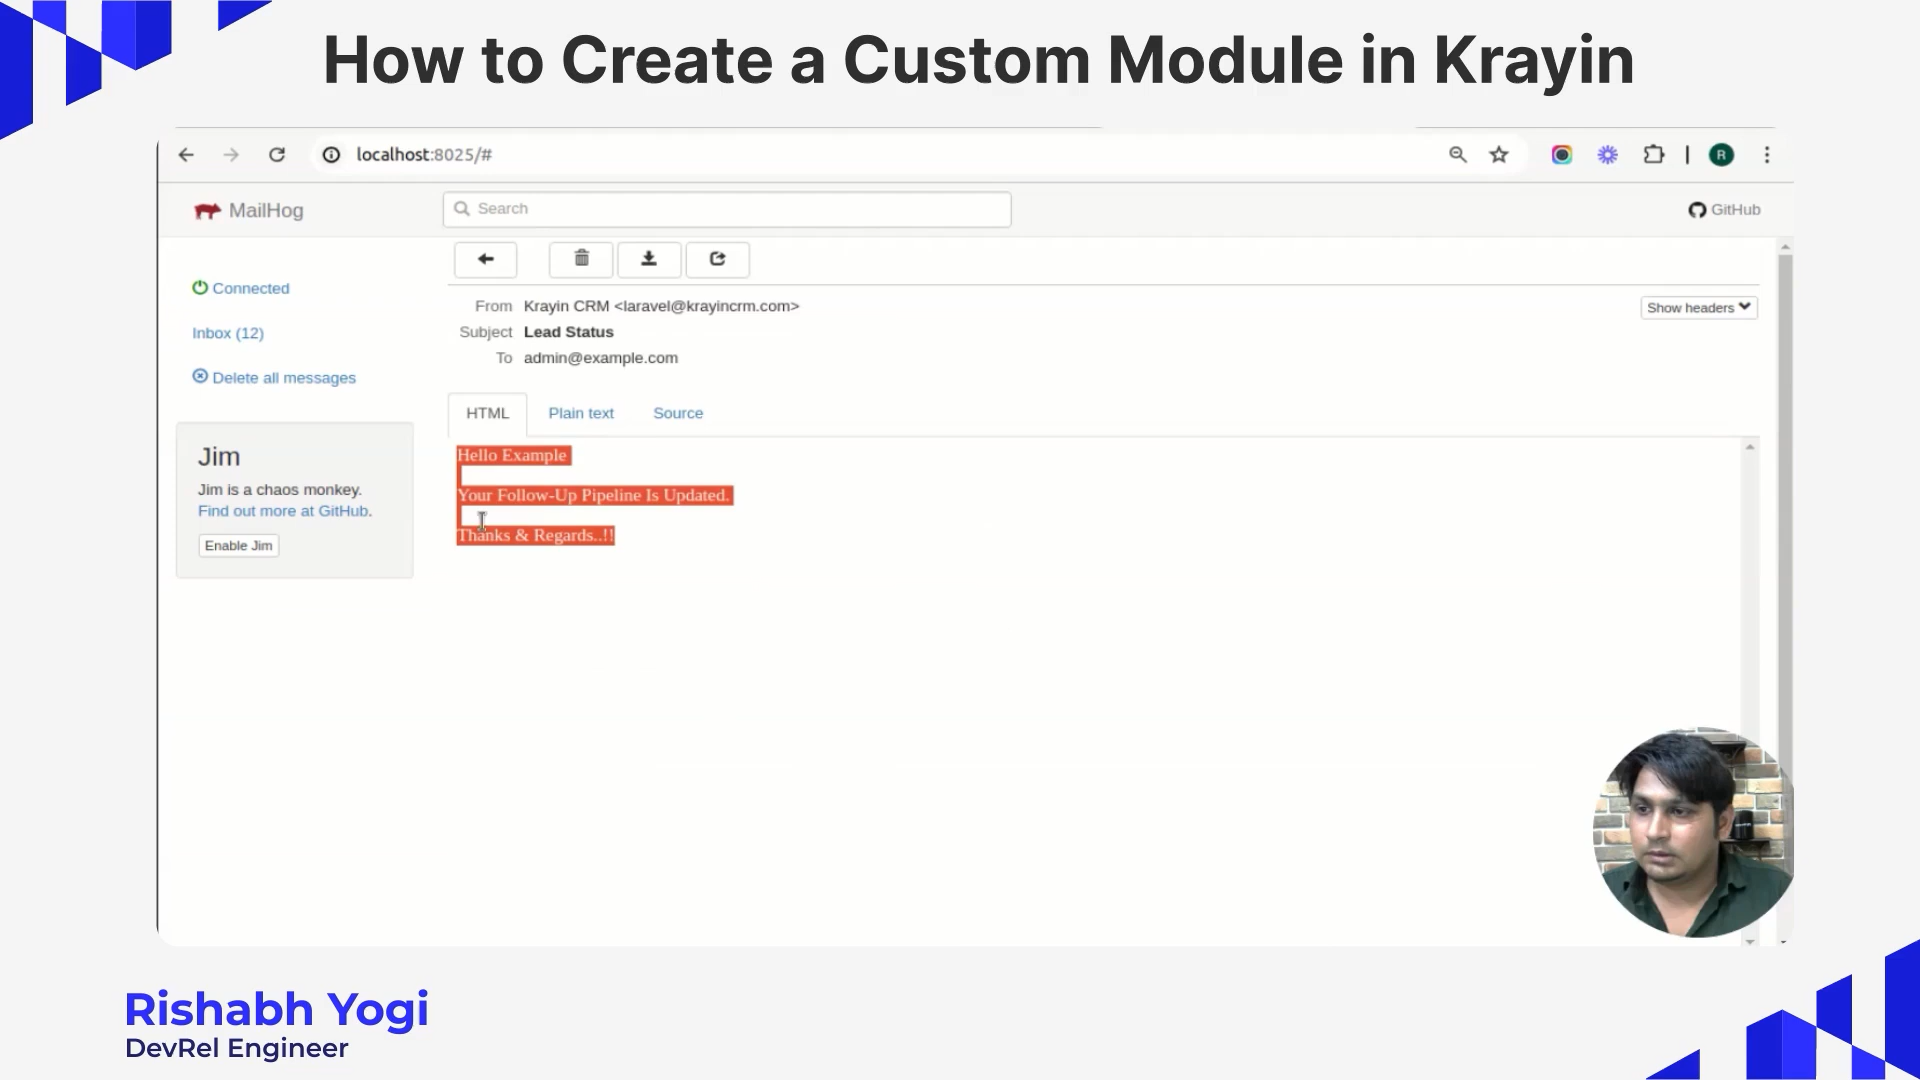 How to Create a Custom Module in Krayin
localhost:8025/#
R
MailHog
Search
GitHub
Connected
Inbox (12)
Delete all messages
Jim
Jim is a chaos monkey.
Find out more at GitHub.
Enable Jim
From Krayin CRM <laravel@krayincrm.com>
Show headers
Subject Lead Status
To admin@example.com
HTML Plain text Source
Hello Example
Your Follow-Up Pipeline Is Updated.
Thanks & Regards..!!
Rishabh Yogi
DevRel Engineer